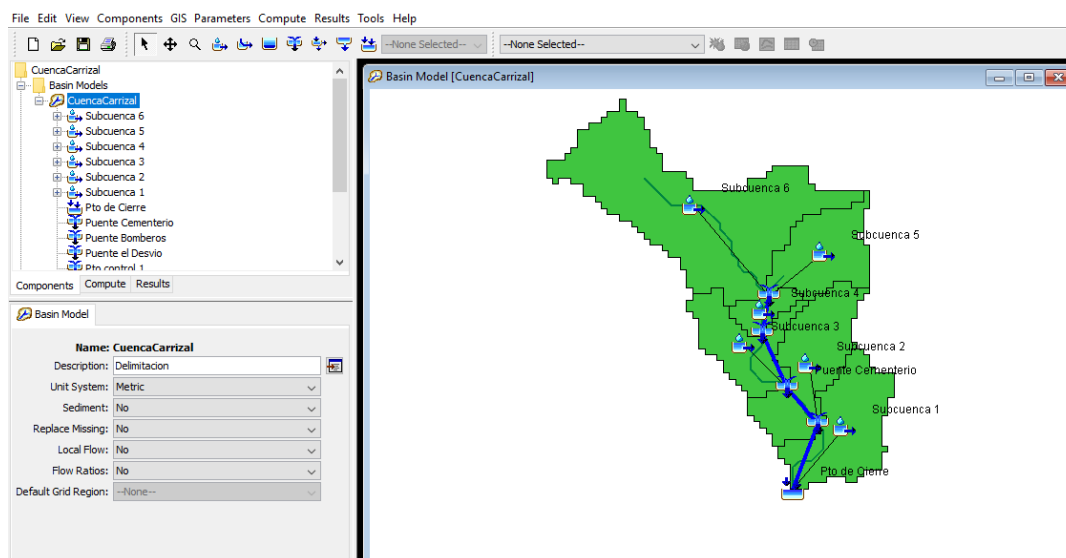 File Edit View Components GIS Parameters Compute Results Tools Help
--None Selected-- --None Selected--
CuencaCarrizal
Basin Models
CuencaCarrizal
Subcuenca 6
Subcuenca 5
Subcuenca 4
Subcuenca 3
Subcuenca 2
Subcuenca 1
Pto de Cierre
Puente Cementerio
Puente Bomberos
Puente el Desvio
Pto control 1
Components Compute Results
Basin Model
Name: CuencaCarrizal
Description: Delimitacion
Unit System: Metric
Sediment: No
Replace Missing: No
Local Flow: No
Flow Ratios: No
Default Grid Region: --None--
Basin Model [CuencaCarrizal]
Subcuenca 6
Subcuenca 5
Subcuenca 4
Subcuenca 3
Subcuenca 2
Puente Cementerio
Subcuenca 1
Pto de Cierre